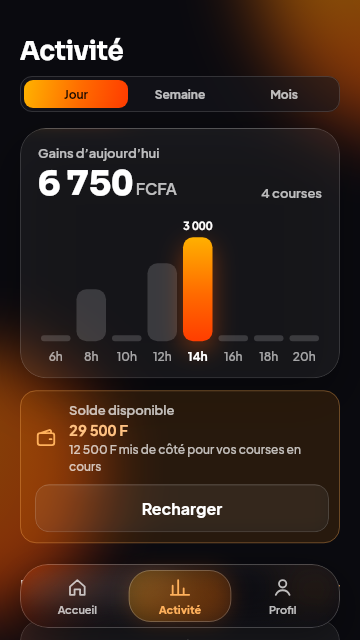 Activité
Jour Semaine Mois
Gains d’aujourd’hui
6 750 FCFA
4 courses
3 000
6h 8h 10h 12h 14h 16h 18h 20h
Solde disponible
29 500 F
12 500 F mis de côté pour vos courses en
cours
Recharger
Accueil Activité Profil